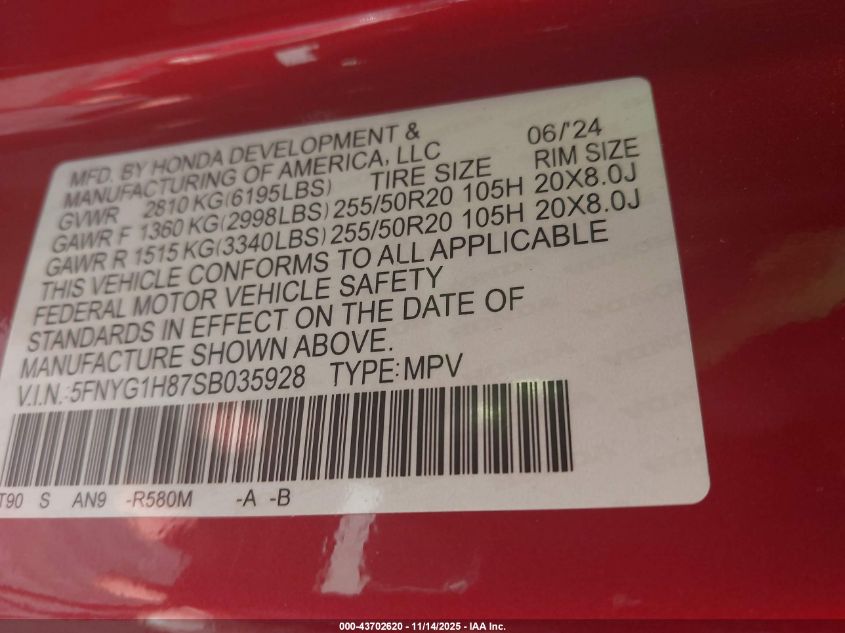 MFD. BY HONDA DEVELOPMENT & 06/'24
MANUFACTURING OF AMERICA, LLC
GVWR 2810 KG(6195LBS) TIRE SIZE RIM SIZE
GAWR F 1360 KG(2998LBS) 255/50R20 105H 20X8.0J
GAWR R 1515 KG(3340LBS) 255/50R20 105H 20X8.0J
THIS VEHICLE CONFORMS TO ALL APPLICABLE
FEDERAL MOTOR VEHICLE SAFETY
STANDARDS IN EFFECT ON THE DATE OF
MANUFACTURE SHOWN ABOVE.
V.I.N.:5FNYG1H87SB035928 TYPE:MPV
T90 S AN9 -R580M -A -B
000-43702620 - 11/14/2025 - IAA Inc.